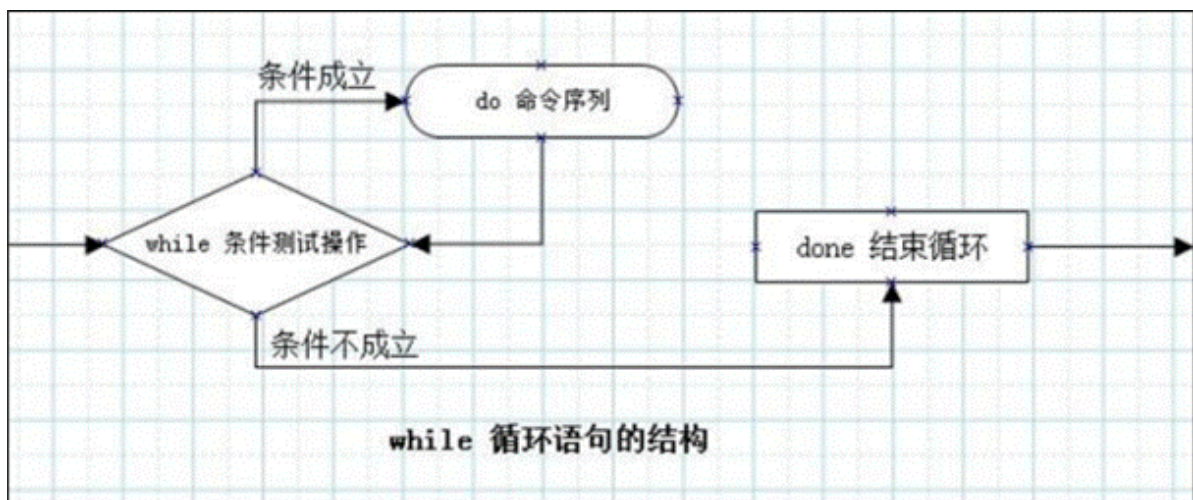 条件成立
do 命令序列
while 条件测试操作
done 结束循环
条件不成立
while 循环语句的结构